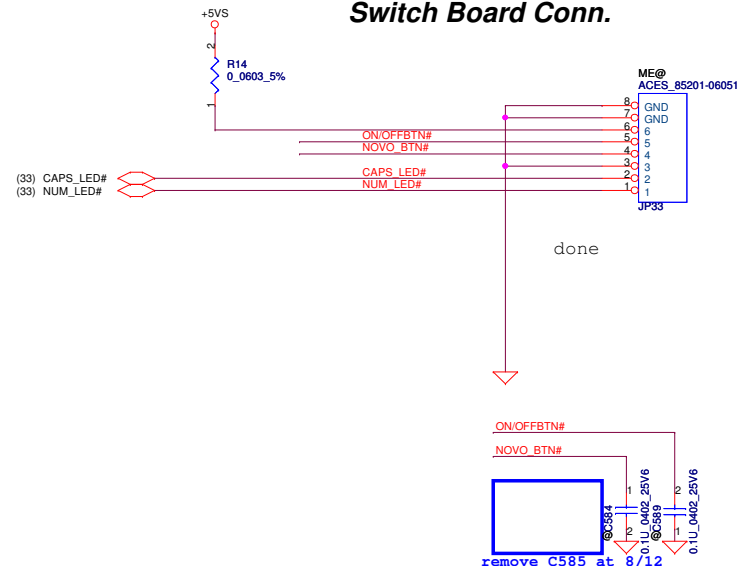 Switch Board Conn.
+5VS
2
R14
0_0603_5%
1
ME@
ACES_85201-06051
8 GND
7 GND
6 6
ON/OFFBTN# 5 5
NOVO_BTN# 4 4
3 3
(33) CAPS_LED# CAPS_LED# 2 2
(33) NUM_LED# NUM_LED# 1 1
JP33
done
ON/OFFBTN#
NOVO_BTN#
1 2
@C584
0.1U_0402_25V6
@C589
0.1U_0402_25V6
2 1
remove C585 at 8/12